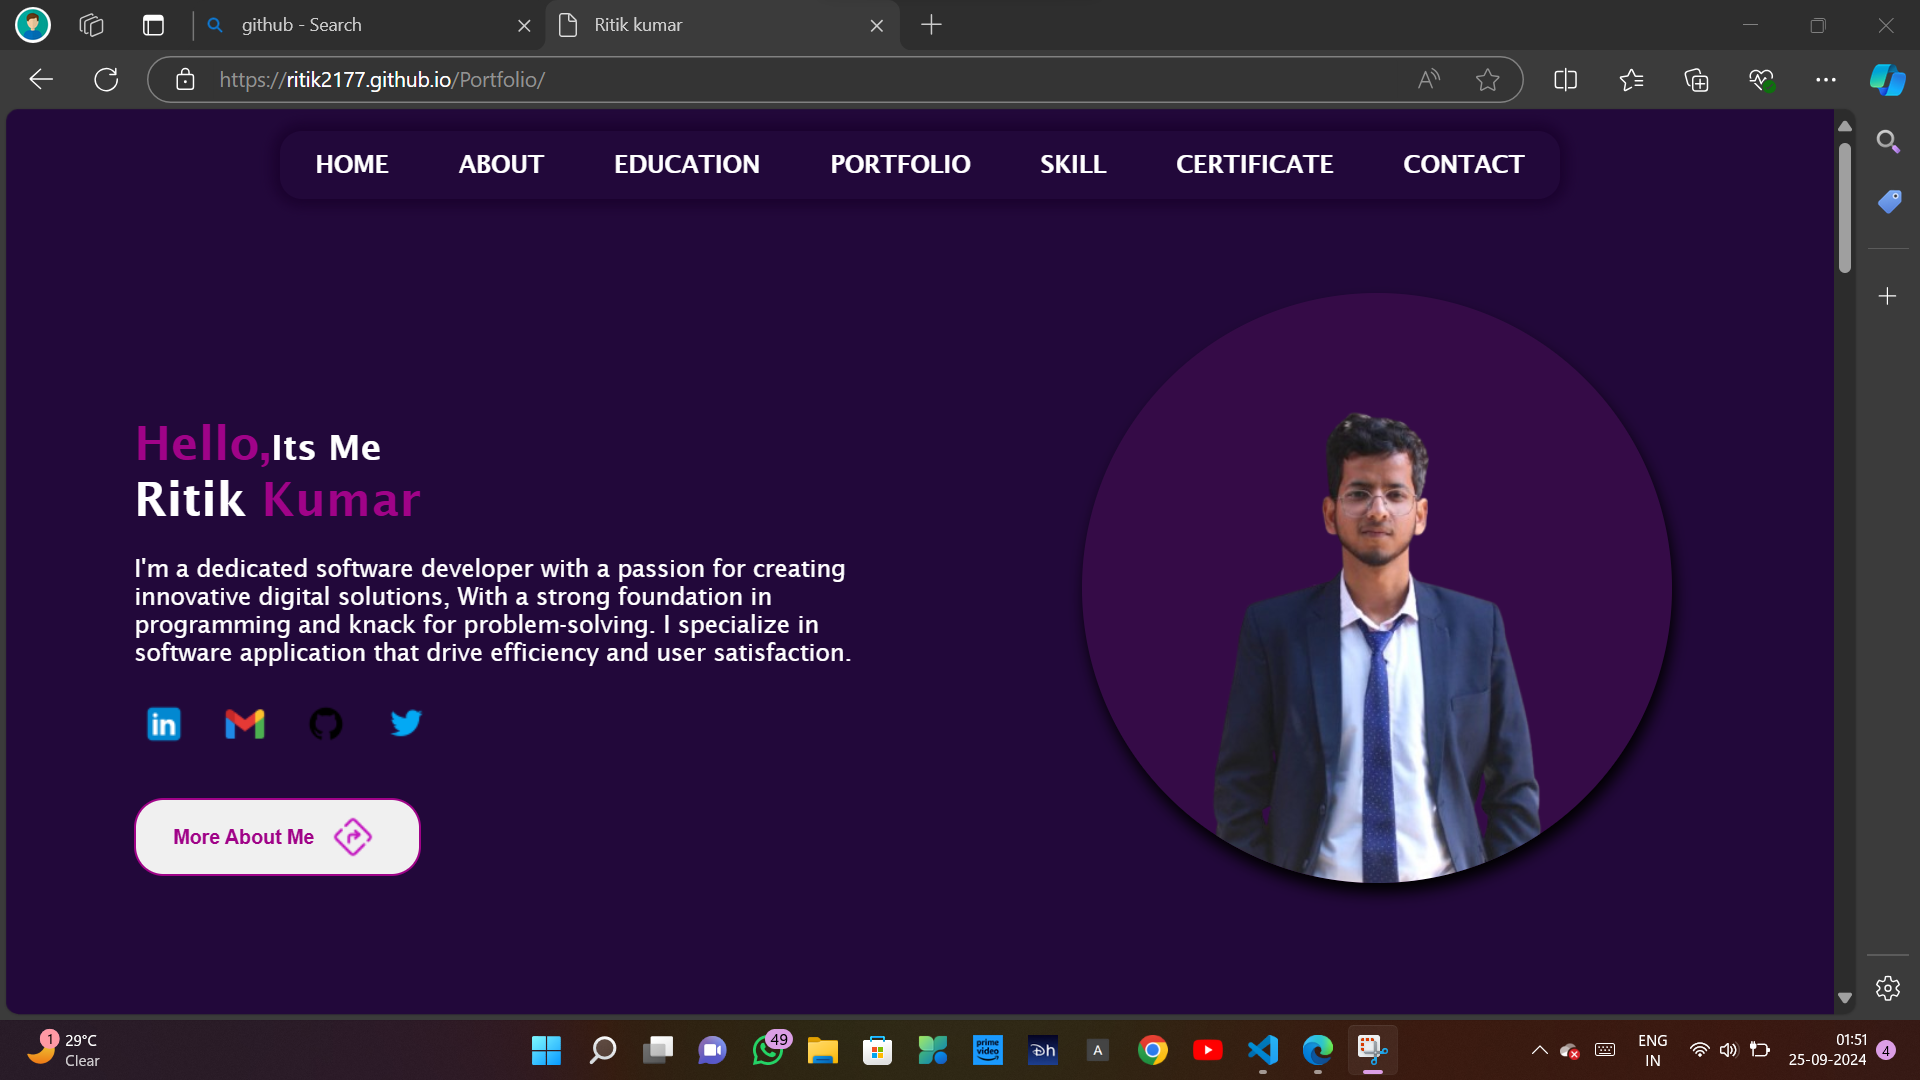 github - Search
Ritik kumar
https://ritik2177.github.io/Portfolio/
HOME ABOUT EDUCATION PORTFOLIO SKILL CERTIFICATE CONTACT
Hello,Its Me
Ritik Kumar
I'm a dedicated software developer with a passion for creating
innovative digital solutions, With a strong foundation in
programming and knack for problem-solving. I specialize in
software application that drive efficiency and user satisfaction.
in
More About Me
1
29°C
Clear
49
prime
video
Dh
A
ENG
IN
01:51
25-09-2024
4